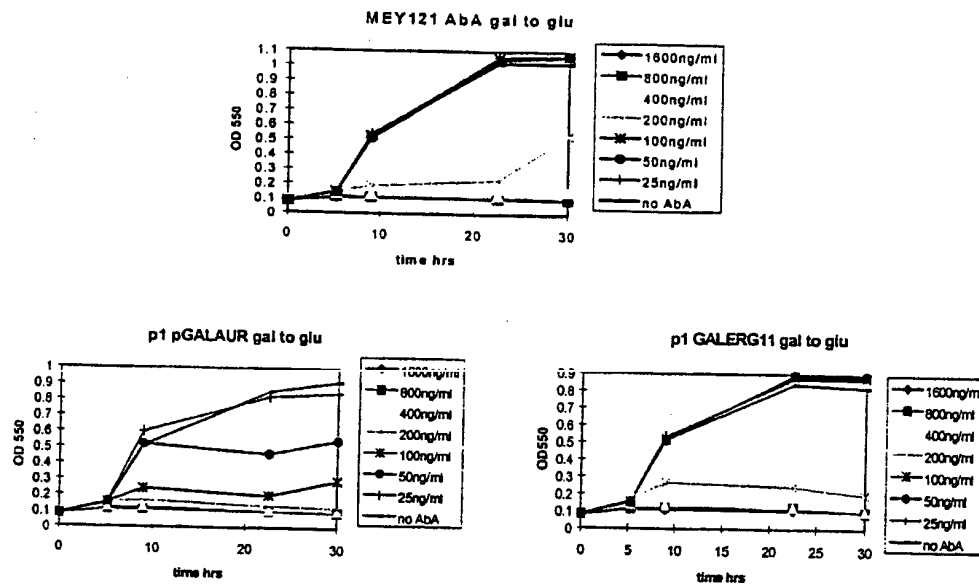 MEY121 AbA gal to glu
1.1
1
0.9
0.8
0.7
0.6
0.5
0.4
0.3
0.2
0.1
0
OD 550
0
10
20
30
time hrs
1600ng/ml
800ng/ml
400ng/ml
200ng/ml
100ng/ml
50ng/ml
25ng/ml
no AbA
p1 pGALAUR gal to glu
1
0.9
0.8
0.7
0.6
0.5
0.4
0.3
0.2
0.1
0
OD 550
0
10
20
30
time hrs
1600ng/ml
800ng/ml
400ng/ml
200ng/ml
100ng/ml
50ng/ml
25ng/ml
no AbA
p1 GALERG11 gal to glu
0.9
0.8
0.7
0.6
0.5
0.4
0.3
0.2
0.1
0
OD550
0
5
10
15
20
25
30
time hrs
1600ng/ml
800ng/ml
400ng/ml
200ng/ml
100ng/ml
50ng/ml
25ng/ml
no AbA